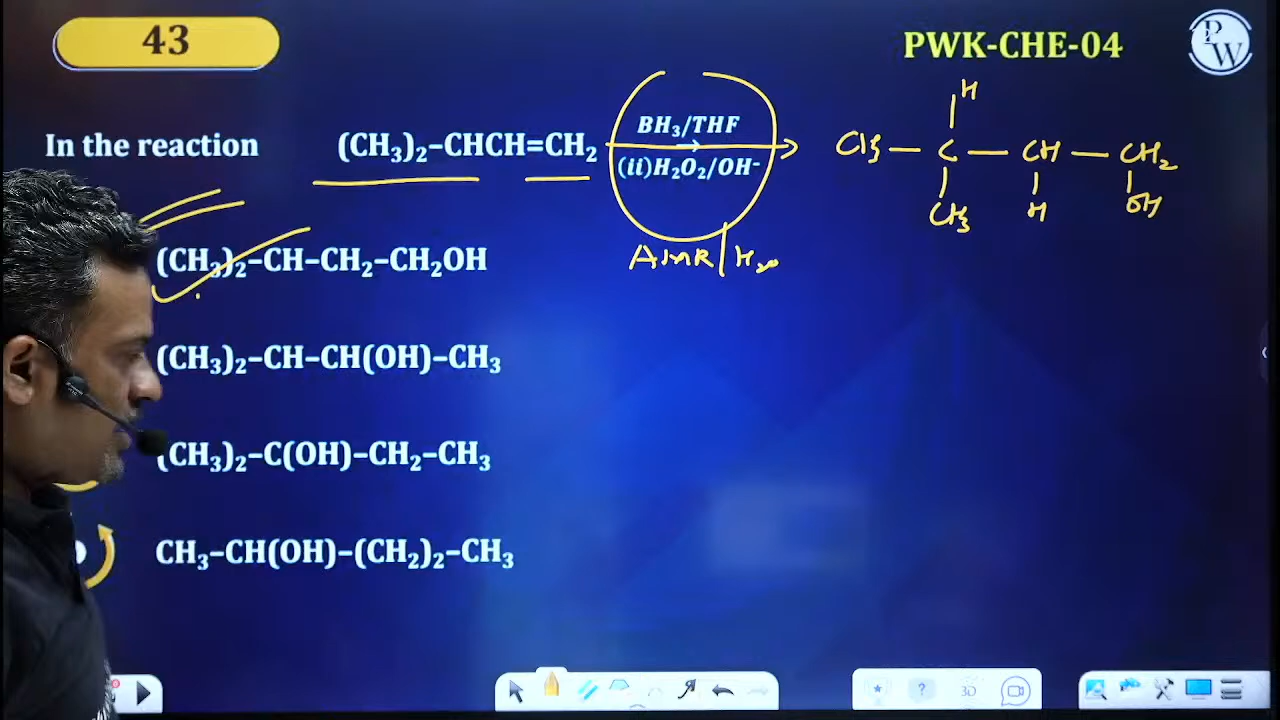 43
PWK-CHE-04
P
W
In the reaction (CH₃)₂–CHCH=CH₂
BH₃/THF
→
(ii)H₂O₂/OH⁻
AMR/H₂O
H
CH₃ — C — CH — CH₂
CH₃ H OH
(CH₃)₂–CH–CH₂–CH₂OH
(CH₃)₂–CH–CH(OH)–CH₃
(CH₃)₂–C(OH)–CH₂–CH₃
CH₃–CH(OH)–(CH₂)₂–CH₃
3D